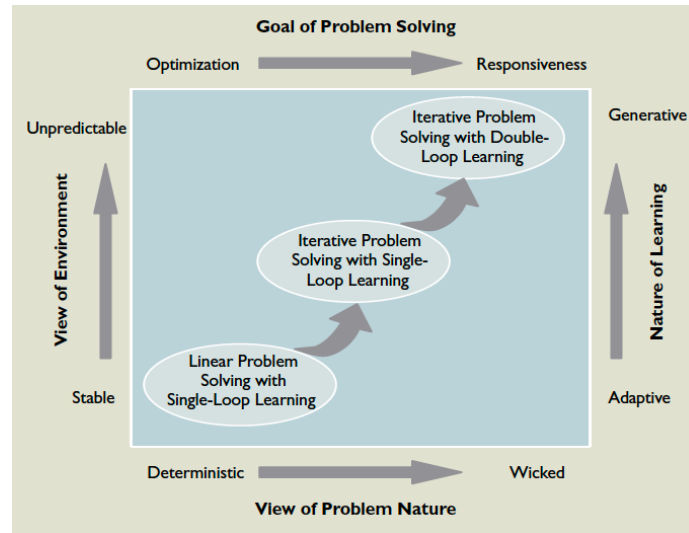 Goal of Problem Solving
Optimization
Responsiveness
Unpredictable
Generative
Iterative Problem
Solving with Double-
Loop Learning
View of Environment
Nature of Learning
Iterative Problem
Solving with Single-
Loop Learning
Linear Problem
Solving with
Single-Loop Learning
Stable
Adaptive
Deterministic
Wicked
View of Problem Nature